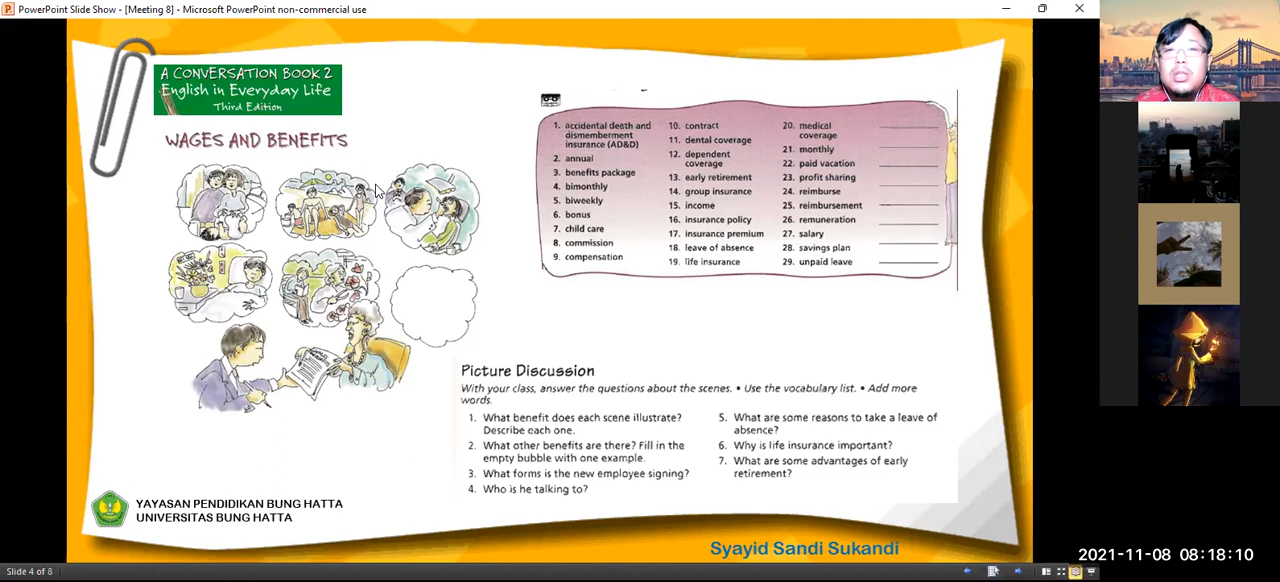 PowerPoint Slide Show - [Meeting 8] - Microsoft PowerPoint non-commercial use
A CONVERSATION BOOK 2
English in Everyday Life
Third Edition
WAGES AND BENEFITS
1. accidental death and
dismemberment
insurance (AD&D)
2. annual
3. benefits package
4. bimonthly
5. biweekly
6. bonus
7. child care
8. commission
9. compensation
10. contract
11. dental coverage
12. dependent
coverage
13. early retirement
14. group insurance
15. income
16. insurance policy
17. insurance premium
18. leave of absence
19. life insurance
20. medical
coverage
21. monthly
22. paid vacation
23. profit sharing
24. reimburse
25. reimbursement
26. remuneration
27. salary
28. savings plan
29. unpaid leave
Picture Discussion
With your class, answer the questions about the scenes. • Use the vocabulary list. • Add more
words.
1. What benefit does each scene illustrate?
Describe each one.
2. What other benefits are there? Fill in the
empty bubble with one example.
3. What forms is the new employee signing?
4. Who is he talking to?
5. What are some reasons to take a leave of
absence?
6. Why is life insurance important?
7. What are some advantages of early
retirement?
YAYASAN PENDIDIKAN BUNG HATTA
UNIVERSITAS BUNG HATTA
Syayid Sandi Sukandi
2021-11-08 08:18:10
Slide 4 of 8